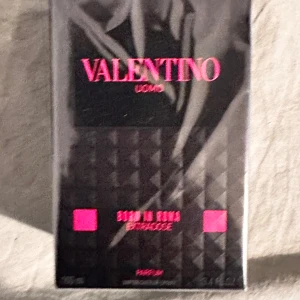 VALENTINO
UOMO
BORN IN ROMA
EXTRADOSE
PARFUM